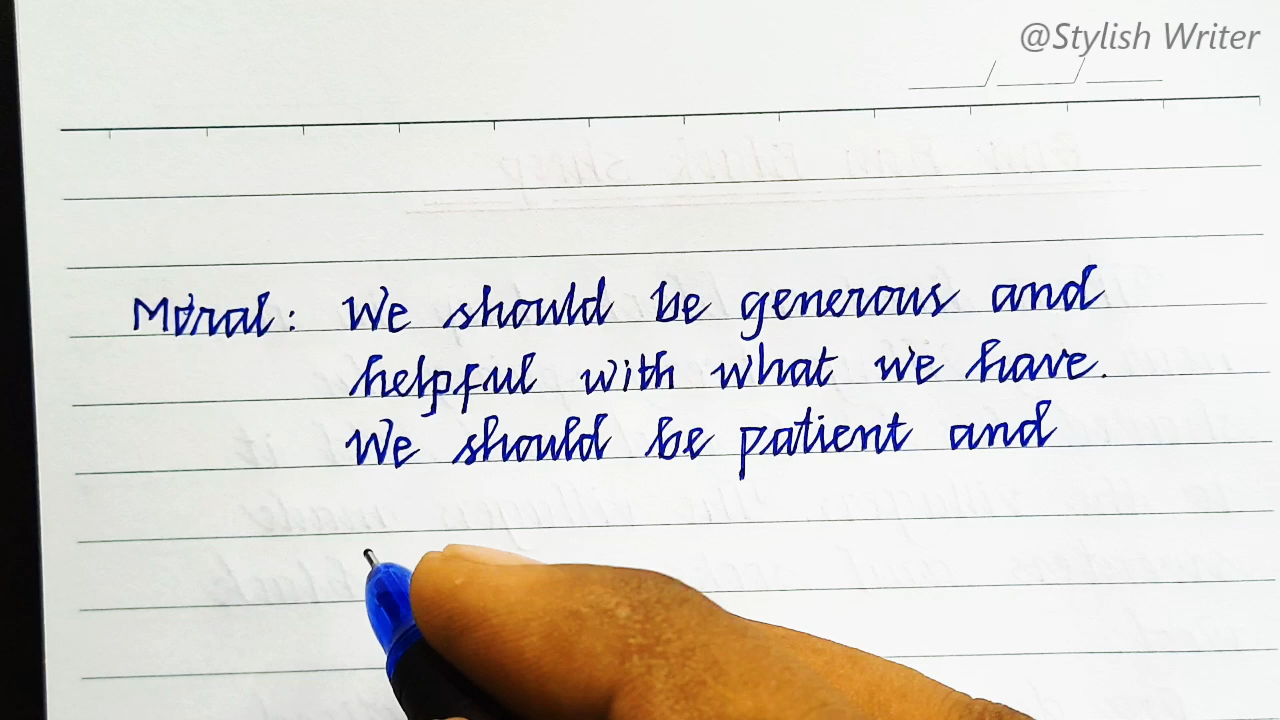 @Stylish Writer
Moral: We should be generous and
helpful with what we have.
We should be patient and